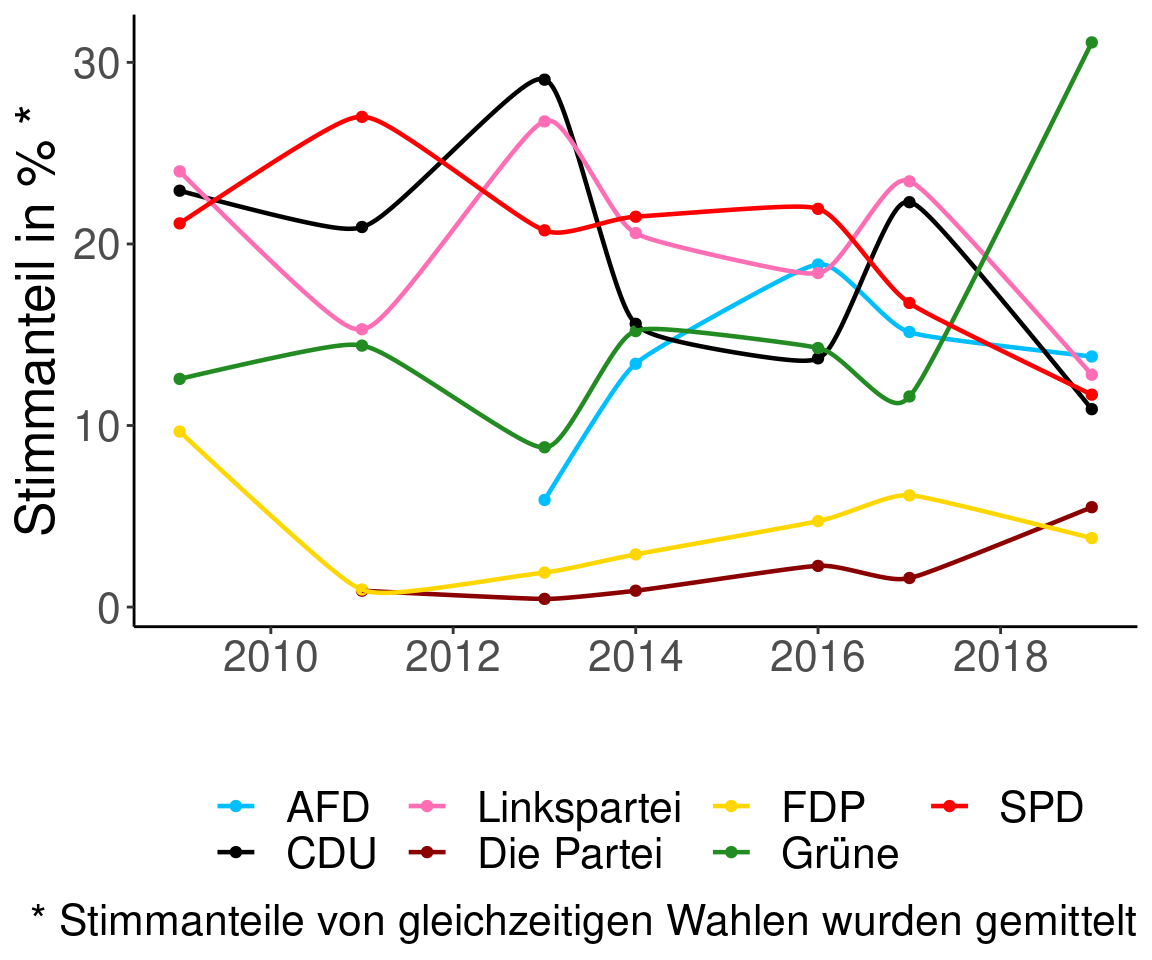 Stimmanteil in % *
30
20
10
0
2010 2012 2014 2016 2018
AFD Linkspartei FDP SPD
CDU Die Partei Grüne
* Stimmanteile von gleichzeitigen Wahlen wurden gemittelt